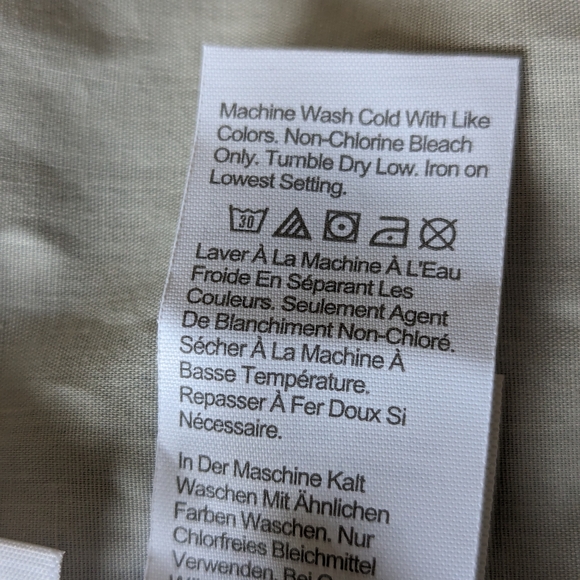 Machine Wash Cold With Like
Colors. Non-Chlorine Bleach
Only. Tumble Dry Low. Iron on
Lowest Setting.
30
Laver À La Machine À L'Eau
Froide En Séparant Les
Couleurs. Seulement Agent
De Blanchiment Non-Chloré.
Sécher À La Machine À
Basse Température.
Repasser À Fer Doux Si
Nécessaire.
In Der Maschine Kalt
Waschen Mit Ähnlichen
Farben Waschen. Nur
Chlorfreies Bleichmittel
Verwenden. Bei